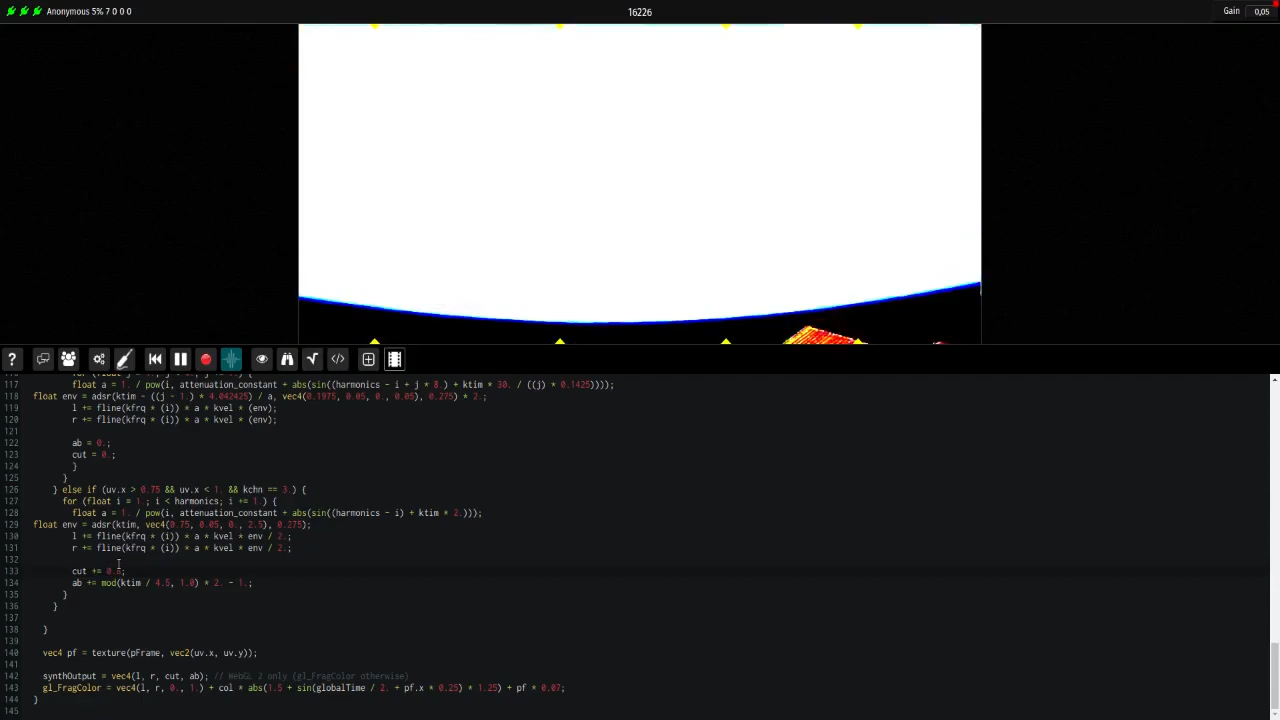 Anonymous 5% 7 0 0 0
16226
Gain 0,05
117 float a = 1. / pow(i, attenuation_constant + abs(sin((harmonics - i + j * 8.) + ktim * 30. / ((j) * 0.1425))));
118 float env = adsr(ktim - ((j - 1.) * 4.042425) / a, vec4(0.1975, 0.05, 0., 0.05), 0.275) * 2.;
119 l += fline(kfrq * (i)) * a * kvel * (env);
120 r += fline(kfrq * (i)) * a * kvel * (env);
121
122 ab = 0.;
123 cut = 0.;
124 }
125 }
126 } else if (uv.x > 0.75 && uv.x < 1. && kchn == 3.) {
127 for (float i = 1.; i < harmonics; i += 1.) {
128 float a = 1. / pow(i, attenuation_constant + abs(sin((harmonics - i) + ktim * 2.)));
129 float env = adsr(ktim, vec4(0.75, 0.05, 0., 2.5), 0.275);
130 l += fline(kfrq * (i)) * a * kvel * env / 2.;
131 r += fline(kfrq * (i)) * a * kvel * env / 2.;
132
133 cut +=
134 ab += mod(ktim / 4.5, 1.0) * 2. - 1.;
135 }
136 }
137
138 }
139
140 vec4 pf = texture(pFrame, vec2(uv.x, uv.y));
141
142 synthOutput = vec4(l, r, cut, ab); // WebGL 2 only (gl_FragColor otherwise)
143 gl_FragColor = vec4(l, r, 0., 1.) + col * abs(1.5 + sin(globalTime / 2. + pf.x * 0.25) * 1.25) + pf * 0.07;
144 }
145